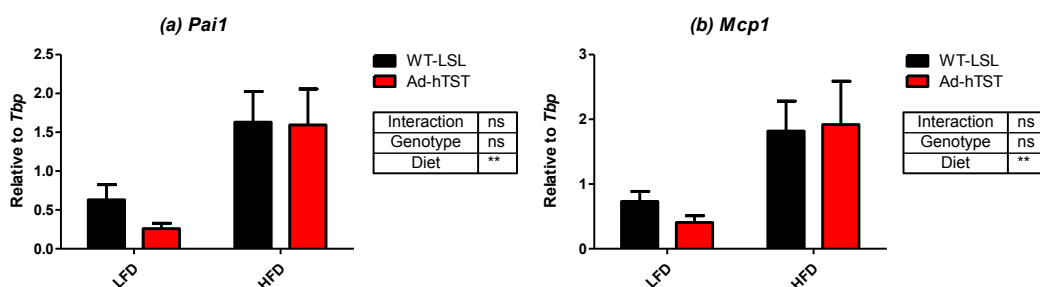 (a) Pai1
2.5
2.0
1.5
1.0
0.5
0.0
Relative to Tbp
LFD
HFD
WT-LSL
Ad-hTST
Interaction ns
Genotype ns
Diet **
(b) Mcp1
3
2
1
0
Relative to Tbp
LFD
HFD
WT-LSL
Ad-hTST
Interaction ns
Genotype ns
Diet **